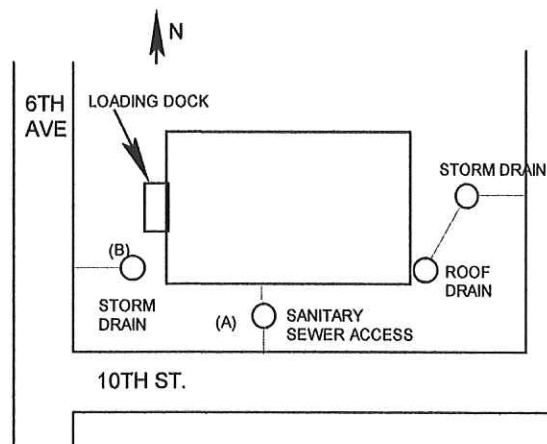 N
6TH
AVE
LOADING DOCK
STORM DRAIN
(B)
ROOF
DRAIN
STORM
DRAIN
(A)
SANITARY
SEWER ACCESS
10TH ST.